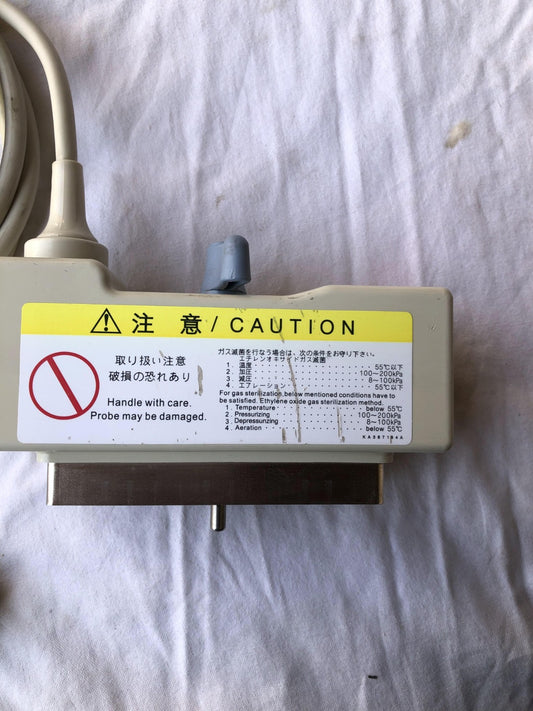 注 意 / CAUTION
取り扱い注意
破損の恐れあり
Handle with care.
Probe may be damaged.
ガス滅菌を行なう場合は、次の条件をお守り下さい。
エチレンオキサイドガス滅菌
1. 温度 55℃以下
2. 加圧 100~200kPa
3. 減圧 8~100kPa
4. エアレーション 55℃以下
For gas sterilization,below mentioned conditions have to
be satisfied. Ethylene oxide gas sterilization method.
1. Temperature below 55℃
2. Pressurizing 100~200kPa
3. Depressurizing 8~100kPa
4. Aeration below 55℃